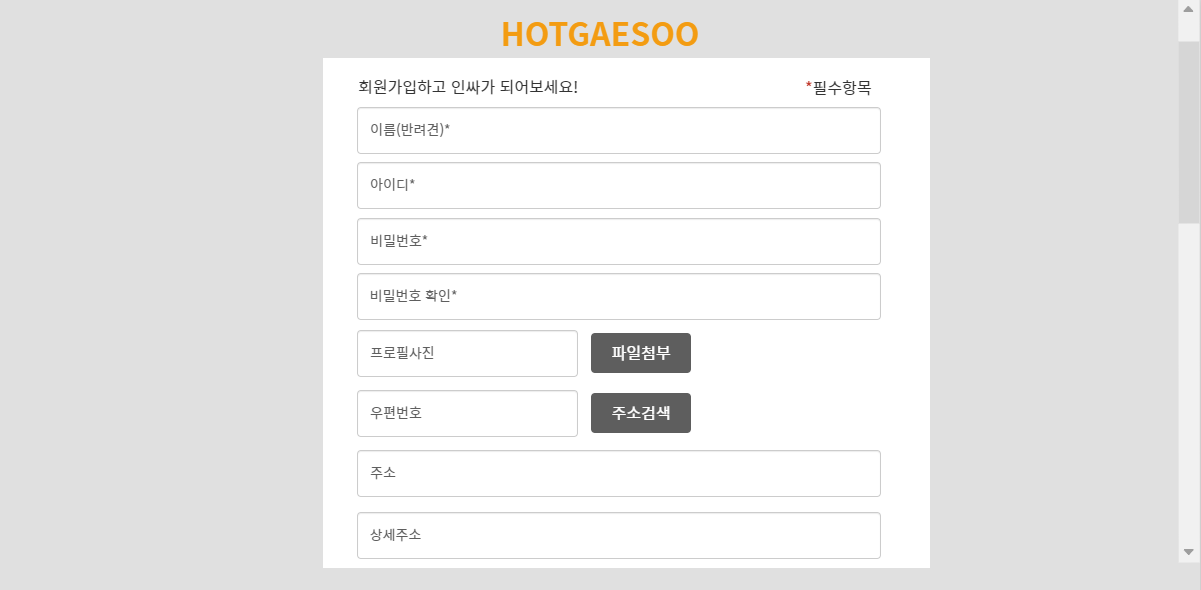 HOTGAESOO
회원가입하고 인싸가 되어보세요! *필수항목
이름(반려견)*
아이디*
비밀번호*
비밀번호 확인*
프로필사진 파일첨부
우편번호 주소검색
주소
상세주소